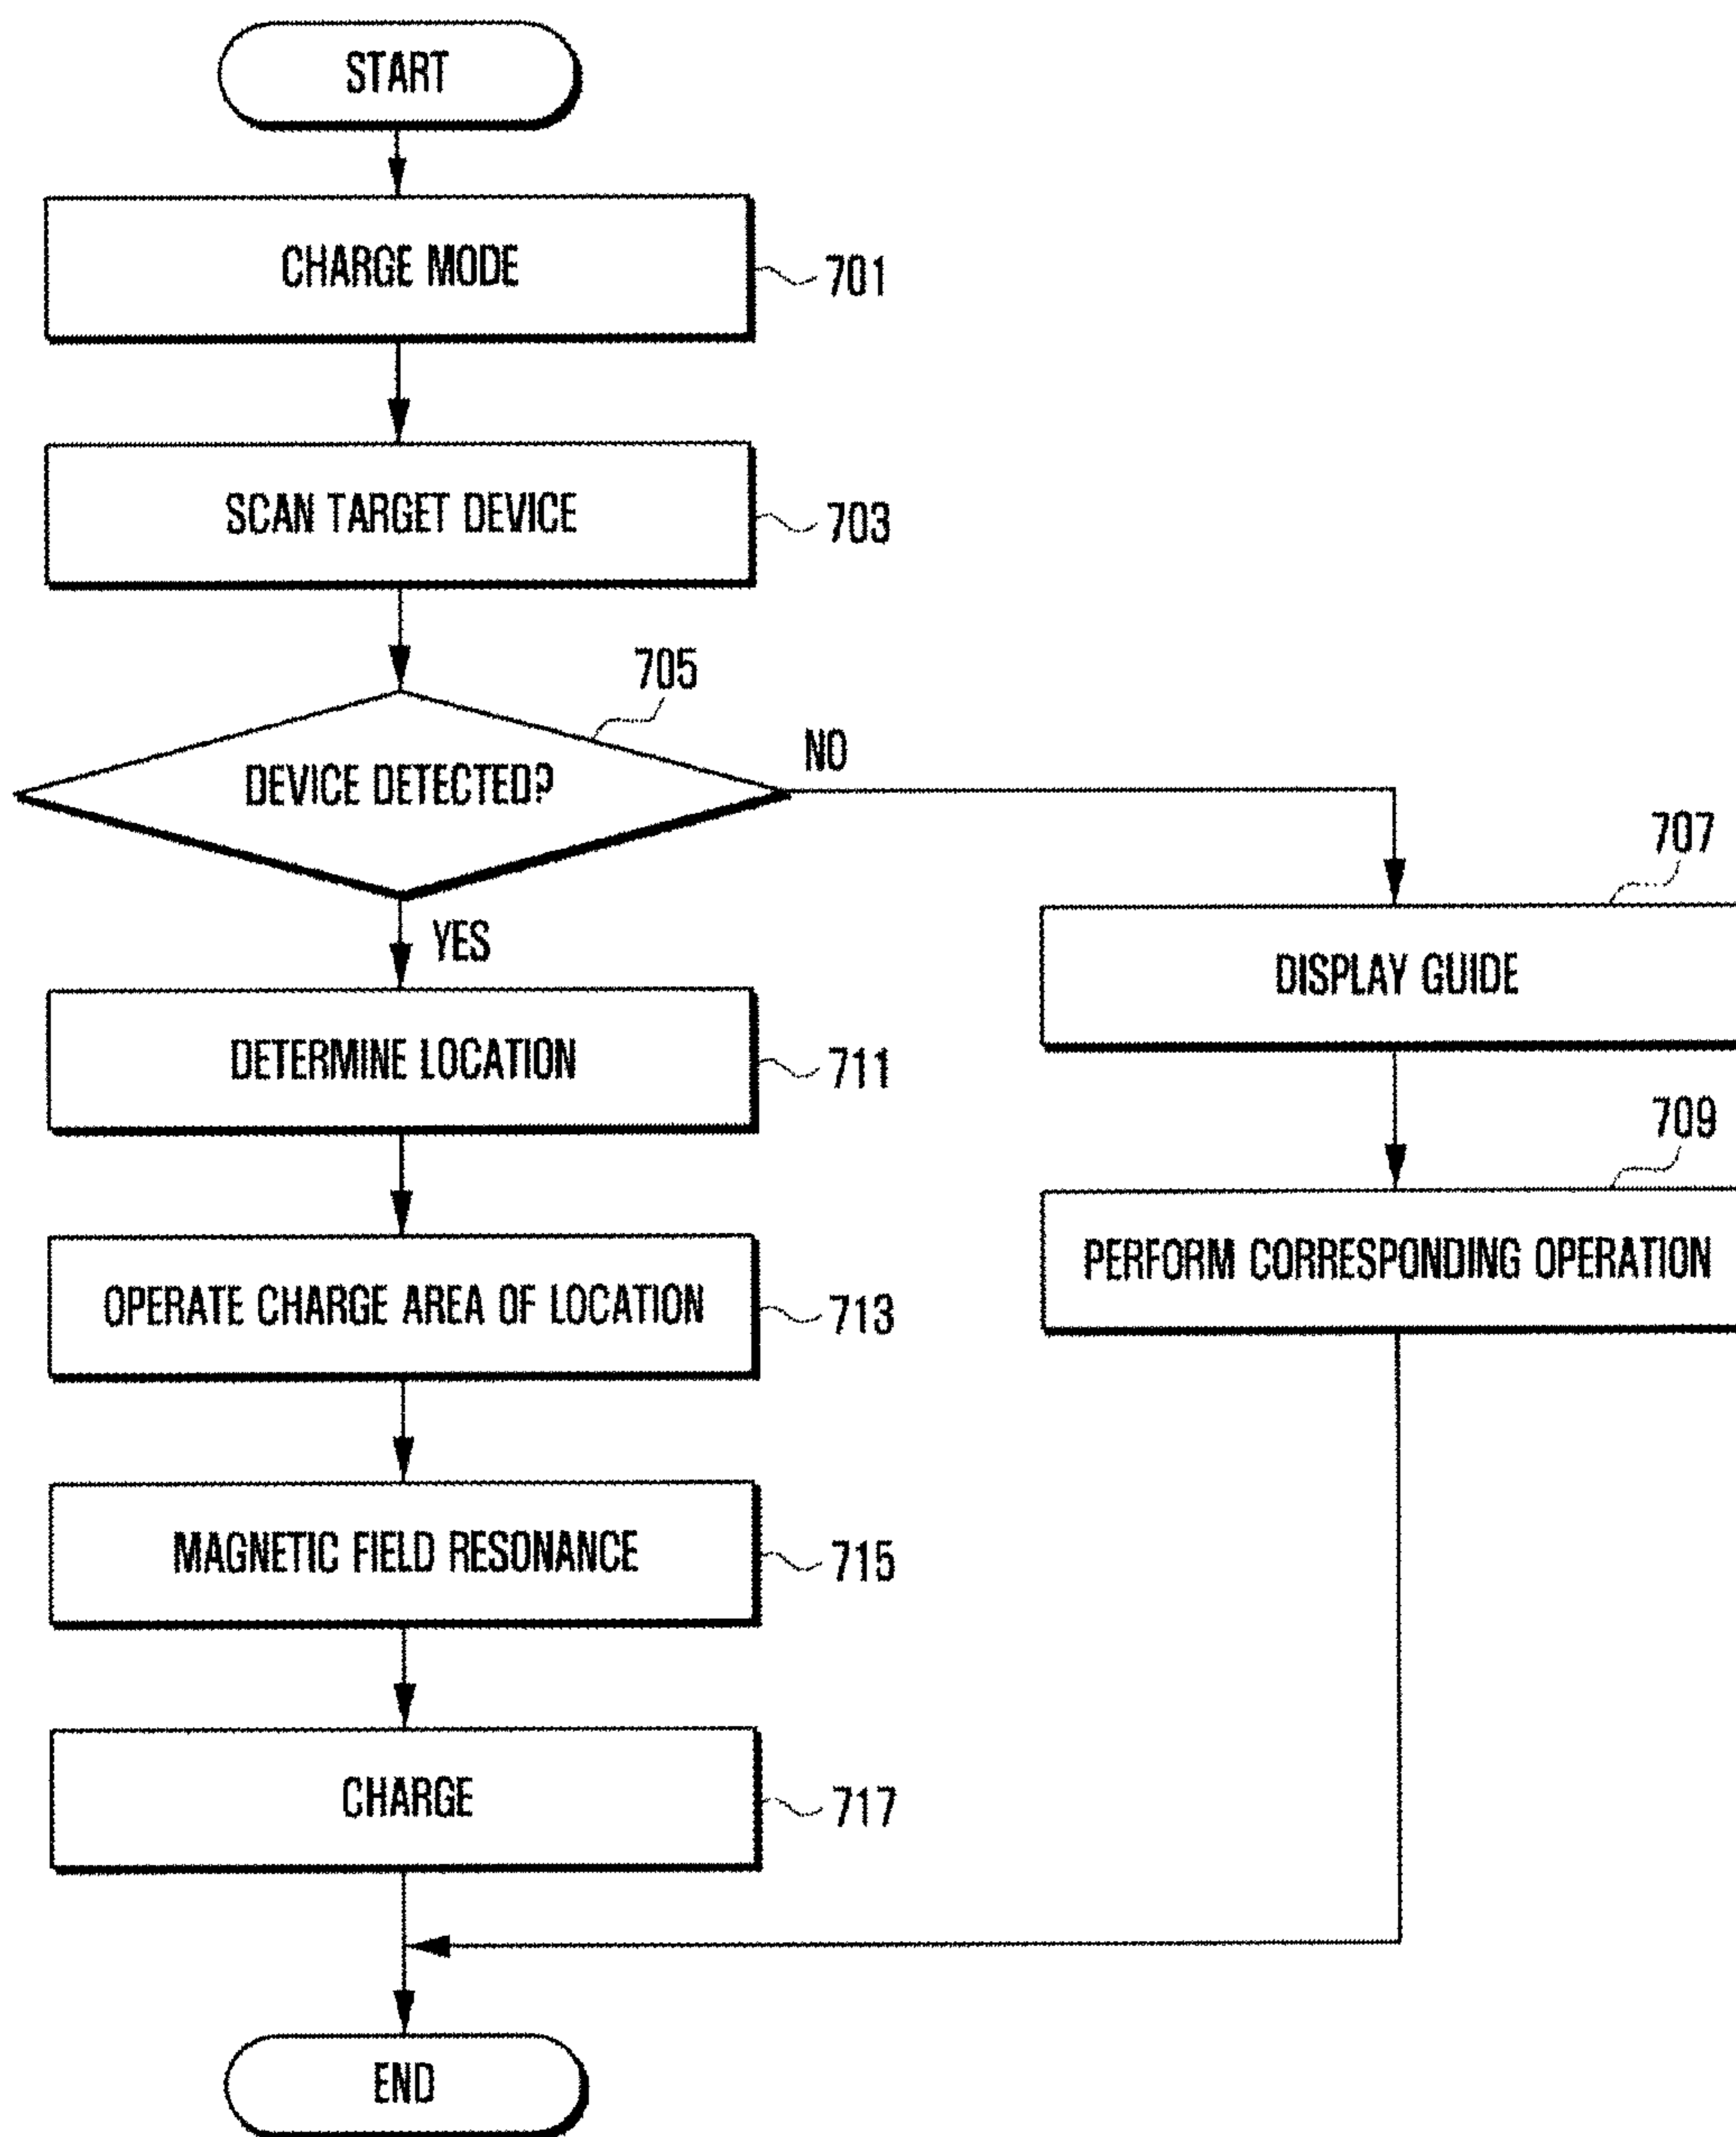 START
CHARGE MODE
701
SCAN TARGET DEVICE
703
705
DEVICE DETECTED?
NO
YES
707
DISPLAY GUIDE
DETERMINE LOCATION
711
709
PERFORM CORRESPONDING OPERATION
OPERATE CHARGE AREA OF LOCATION
713
MAGNETIC FIELD RESONANCE
715
CHARGE
717
END